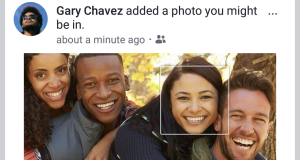 Gary Chavez added a photo you might ...
be in.
about a minute ago ·